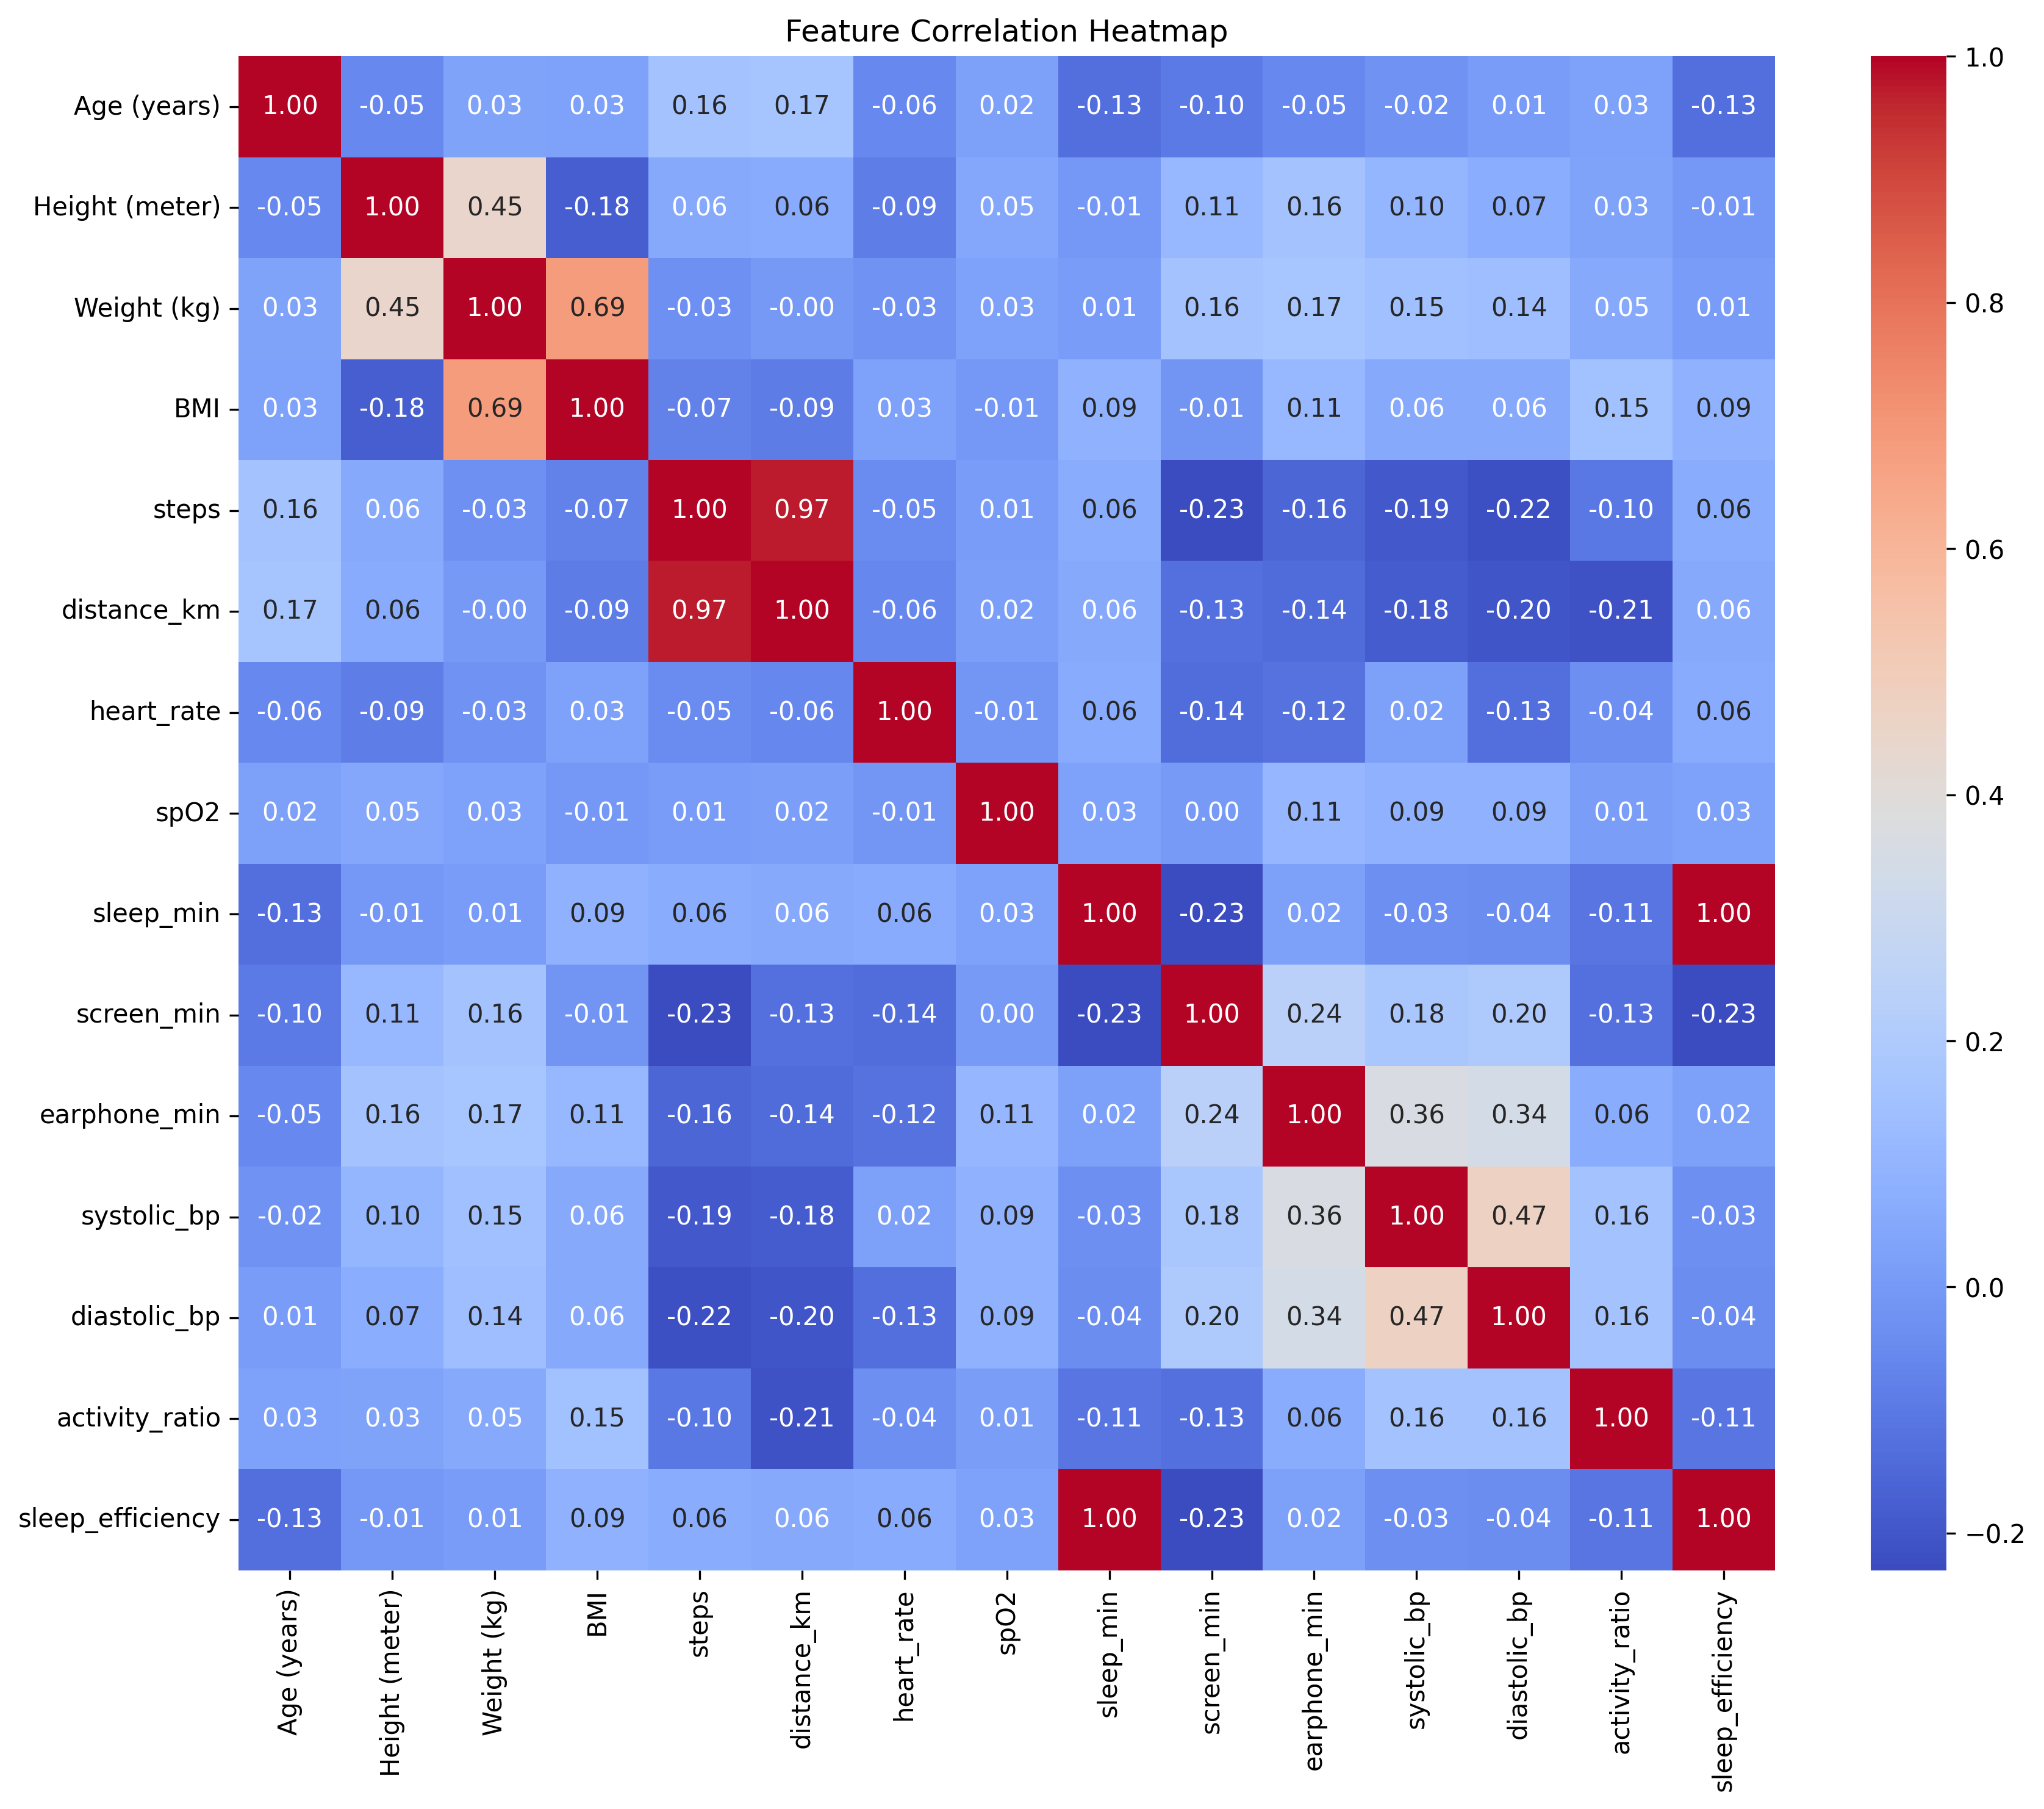 Feature Correlation Heatmap
Age (years) 1.00 -0.05 0.03 0.03 0.16 0.17 -0.06 0.02 -0.13 -0.10 -0.05 -0.02 0.01 0.03 -0.13
Height (meter) -0.05 1.00 0.45 -0.18 0.06 0.06 -0.09 0.05 -0.01 0.11 0.16 0.10 0.07 0.03 -0.01
Weight (kg) 0.03 0.45 1.00 0.69 -0.03 -0.00 -0.03 0.03 0.01 0.16 0.17 0.15 0.14 0.05 0.01
BMI 0.03 -0.18 0.69 1.00 -0.07 -0.09 0.03 -0.01 0.09 -0.01 0.11 0.06 0.06 0.15 0.09
steps 0.16 0.06 -0.03 -0.07 1.00 0.97 -0.05 0.01 0.06 -0.23 -0.16 -0.19 -0.22 -0.10 0.06
distance_km 0.17 0.06 -0.00 -0.09 0.97 1.00 -0.06 0.02 0.06 -0.13 -0.14 -0.18 -0.20 -0.21 0.06
heart_rate -0.06 -0.09 -0.03 0.03 -0.05 -0.06 1.00 -0.01 0.06 -0.14 -0.12 0.02 -0.13 -0.04 0.06
spO2 0.02 0.05 0.03 -0.01 0.01 0.02 -0.01 1.00 0.03 0.00 0.11 0.09 0.09 0.01 0.03
sleep_min -0.13 -0.01 0.01 0.09 0.06 0.06 0.06 0.03 1.00 -0.23 0.02 -0.03 -0.04 -0.11 1.00
screen_min -0.10 0.11 0.16 -0.01 -0.23 -0.13 -0.14 0.00 -0.23 1.00 0.24 0.18 0.20 -0.13 -0.23
earphone_min -0.05 0.16 0.17 0.11 -0.16 -0.14 -0.12 0.11 0.02 0.24 1.00 0.36 0.34 0.06 0.02
systolic_bp -0.02 0.10 0.15 0.06 -0.19 -0.18 0.02 0.09 -0.03 0.18 0.36 1.00 0.47 0.16 -0.03
diastolic_bp 0.01 0.07 0.14 0.06 -0.22 -0.20 -0.13 0.09 -0.04 0.20 0.34 0.47 1.00 0.16 -0.04
activity_ratio 0.03 0.03 0.05 0.15 -0.10 -0.21 -0.04 0.01 -0.11 -0.13 0.06 0.16 0.16 1.00 -0.11
sleep_efficiency -0.13 -0.01 0.01 0.09 0.06 0.06 0.06 0.03 1.00 -0.23 0.02 -0.03 -0.04 -0.11 1.00
Age (years)
Height (meter)
Weight (kg)
BMI
steps
distance_km
heart_rate
spO2
sleep_min
screen_min
earphone_min
systolic_bp
diastolic_bp
activity_ratio
sleep_efficiency
1.0
0.8
0.6
0.4
0.2
0.0
−0.2